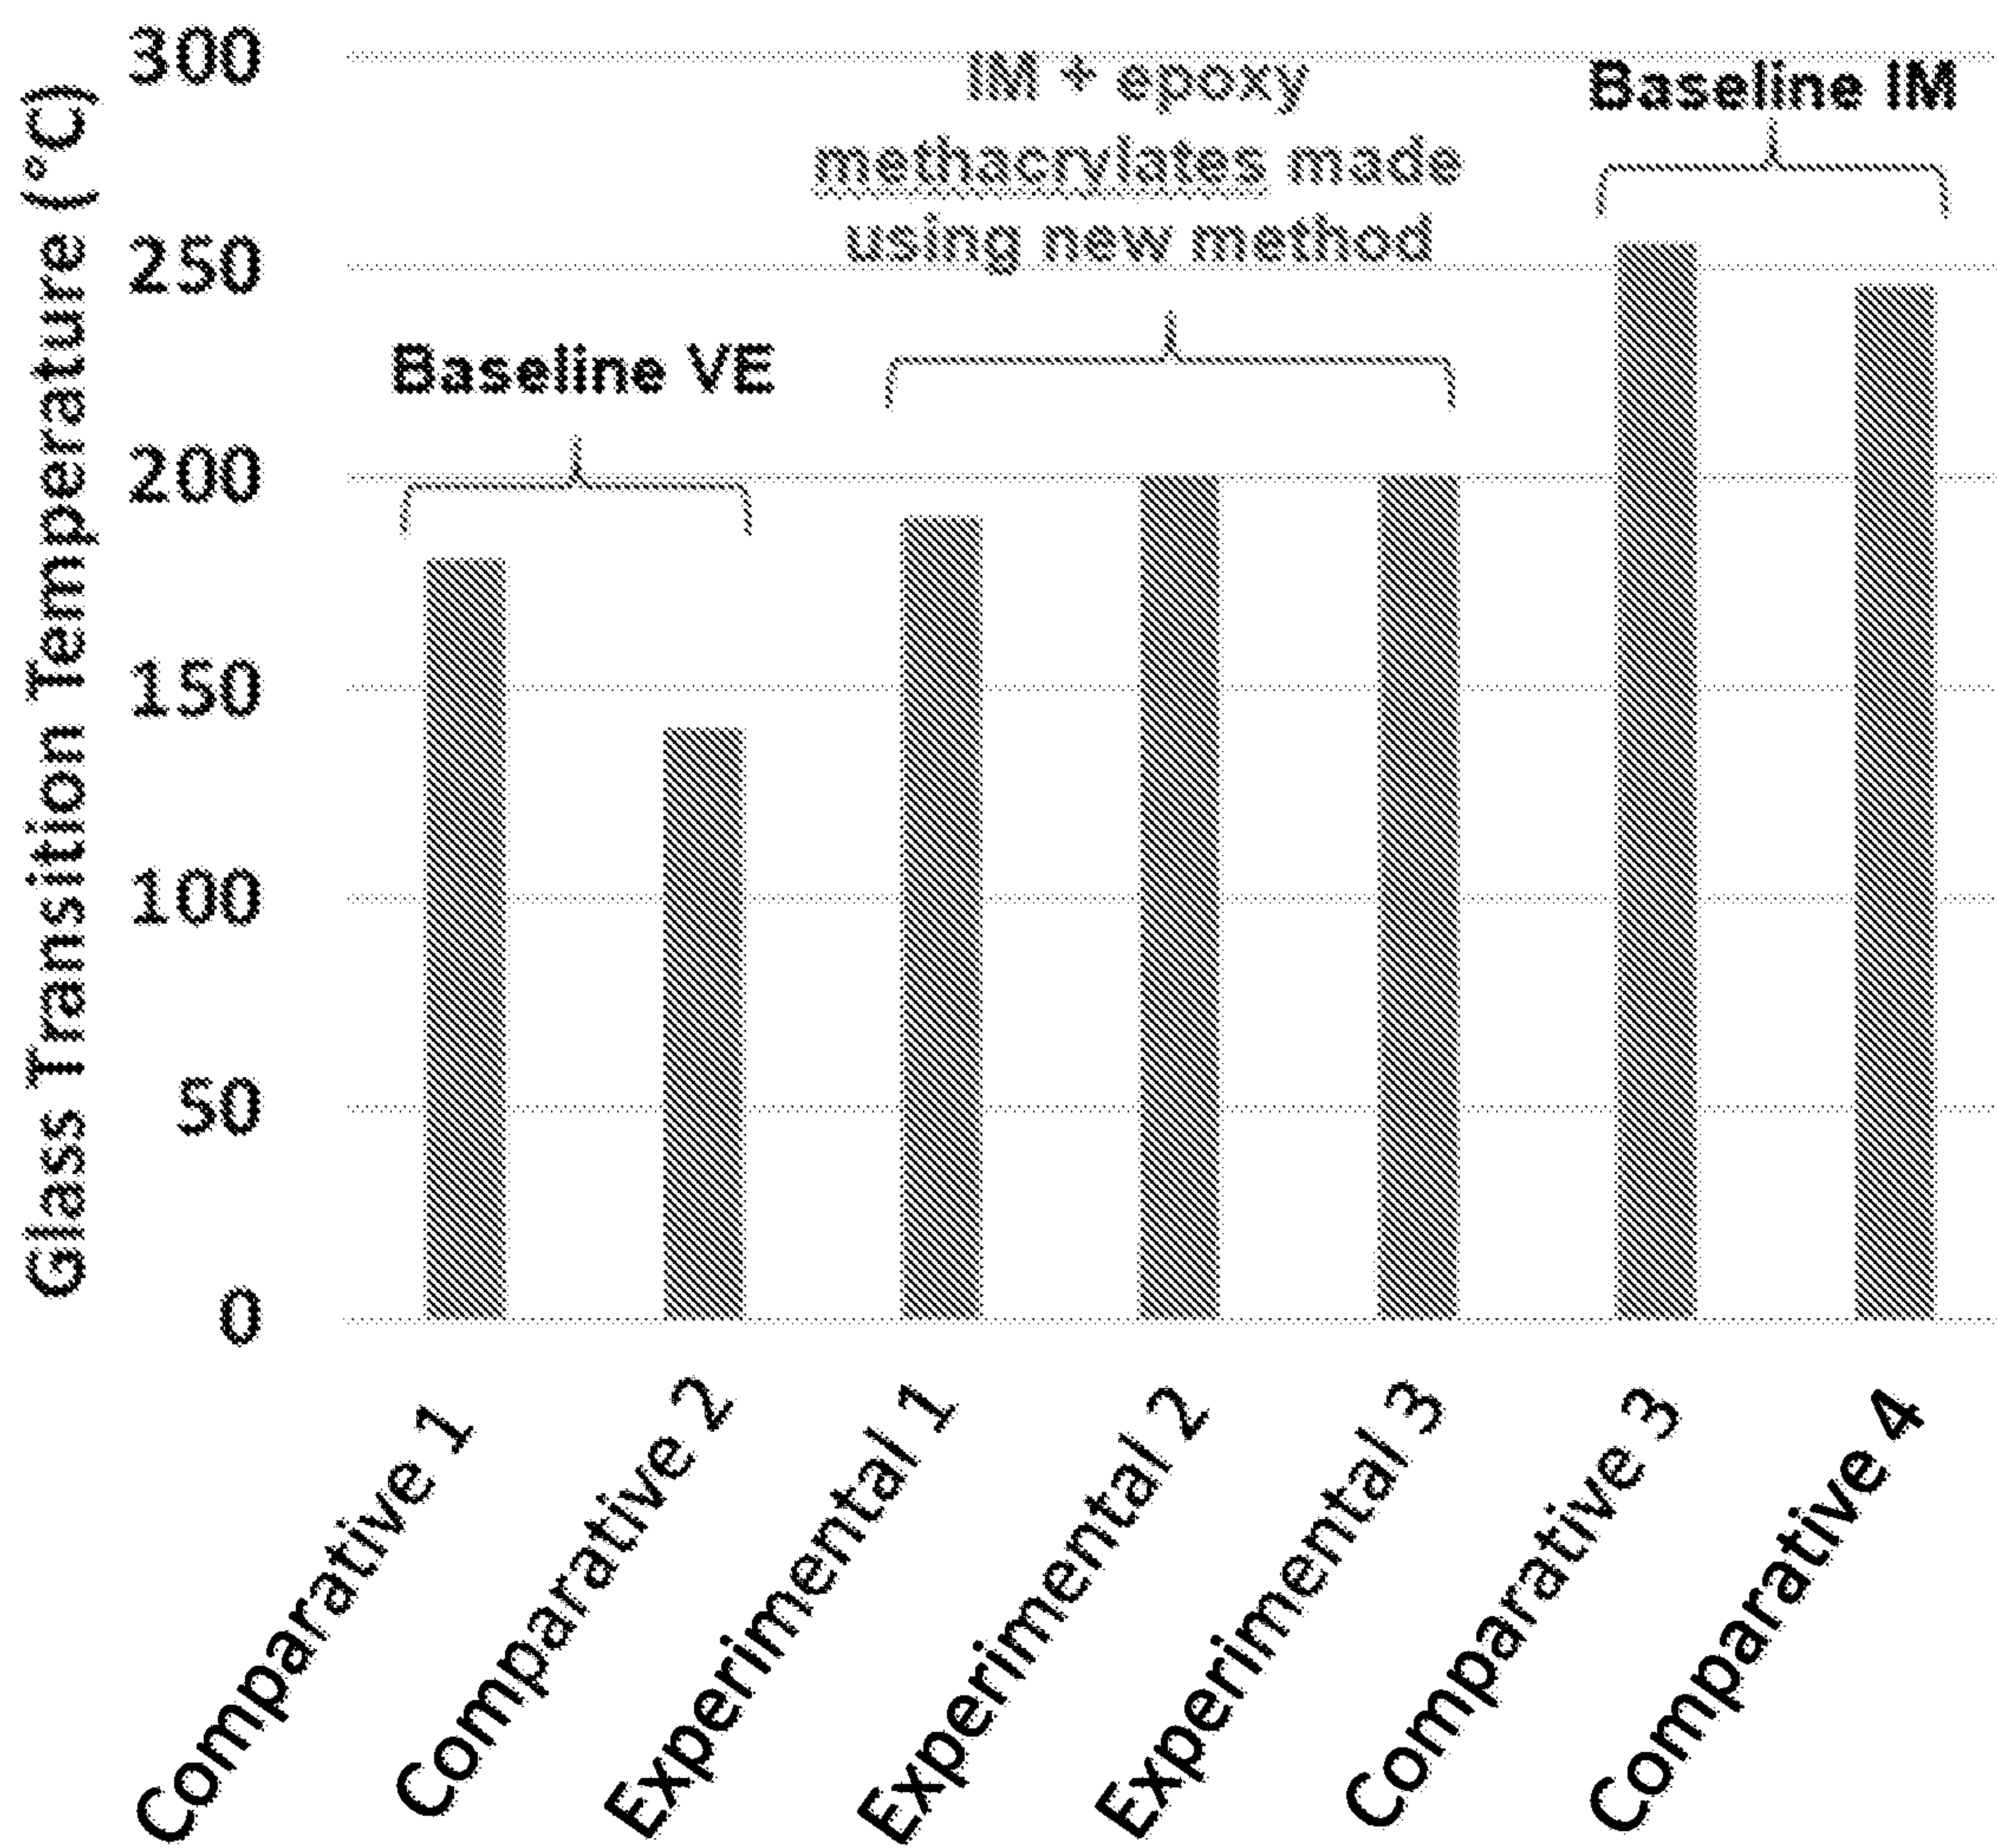 Glass Transition Temperature (°C)
300
250
200
150
100
50
0
Baseline VE
IM + epoxy
methacrylates made
using new method
Baseline IM
Comparative 1
Comparative 2
Experimental 1
Experimental 2
Experimental 3
Comparative 3
Comparative 4